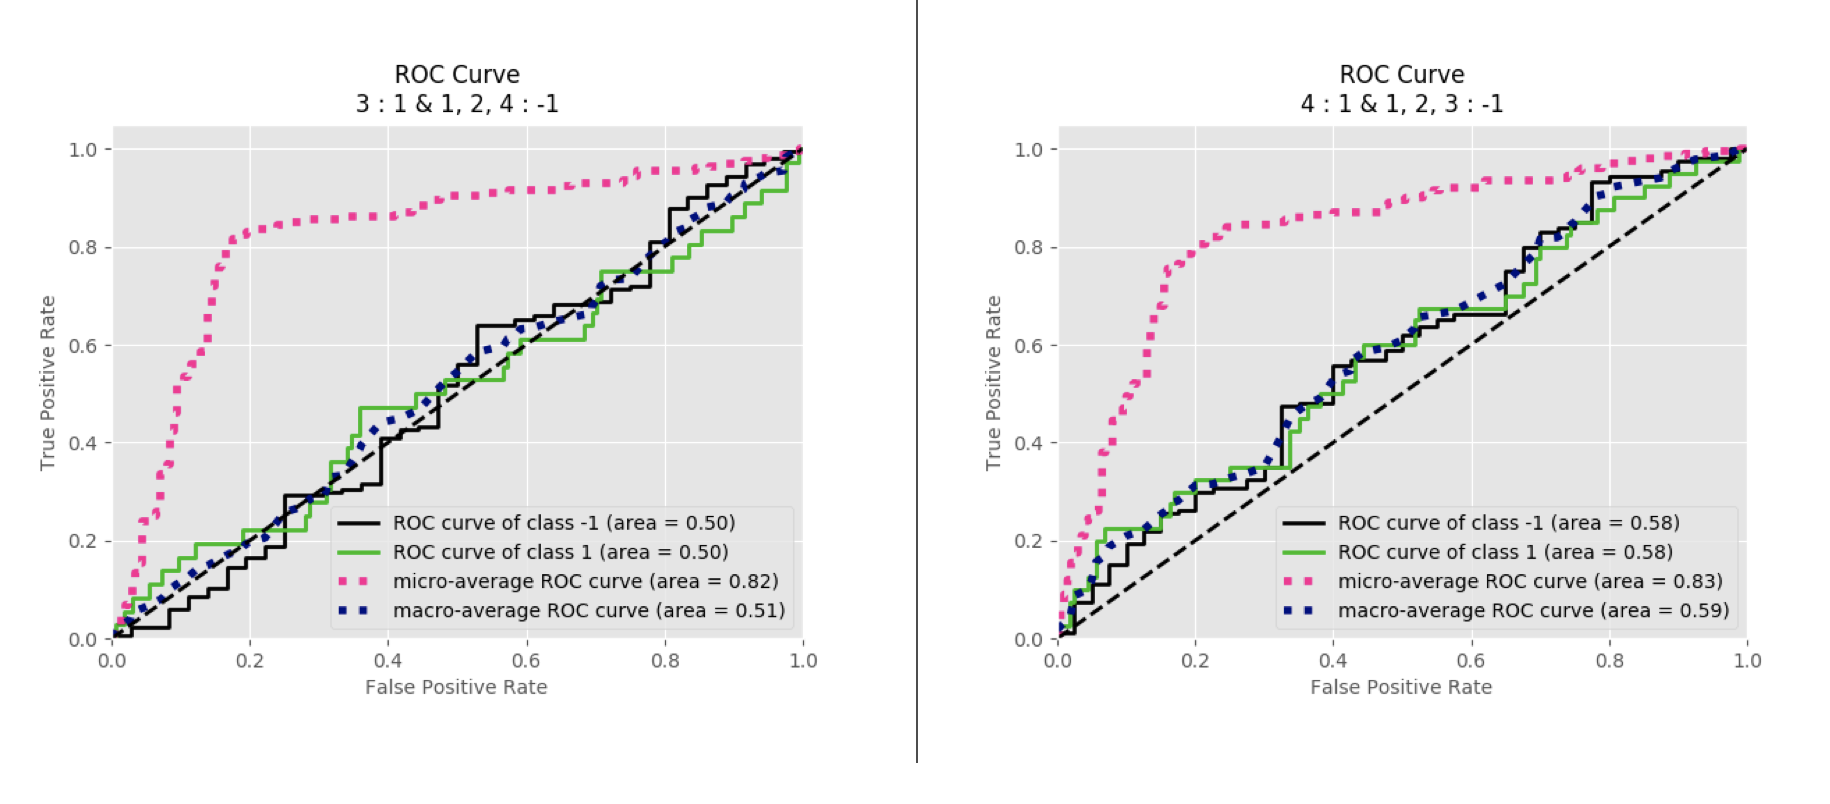 ROC Curve
3 : 1 & 1, 2, 4 : -1
True Positive Rate
1.0
0.8
0.6
0.4
0.2
0.0
ROC curve of class -1 (area = 0.50)
ROC curve of class 1 (area = 0.50)
micro-average ROC curve (area = 0.82)
macro-average ROC curve (area = 0.51)
0.0 0.2 0.4 0.6 0.8 1.0
False Positive Rate
ROC Curve
4 : 1 & 1, 2, 3 : -1
True Positive Rate
1.0
0.8
0.6
0.4
0.2
0.0
ROC curve of class -1 (area = 0.58)
ROC curve of class 1 (area = 0.58)
micro-average ROC curve (area = 0.83)
macro-average ROC curve (area = 0.59)
0.0 0.2 0.4 0.6 0.8 1.0
False Positive Rate